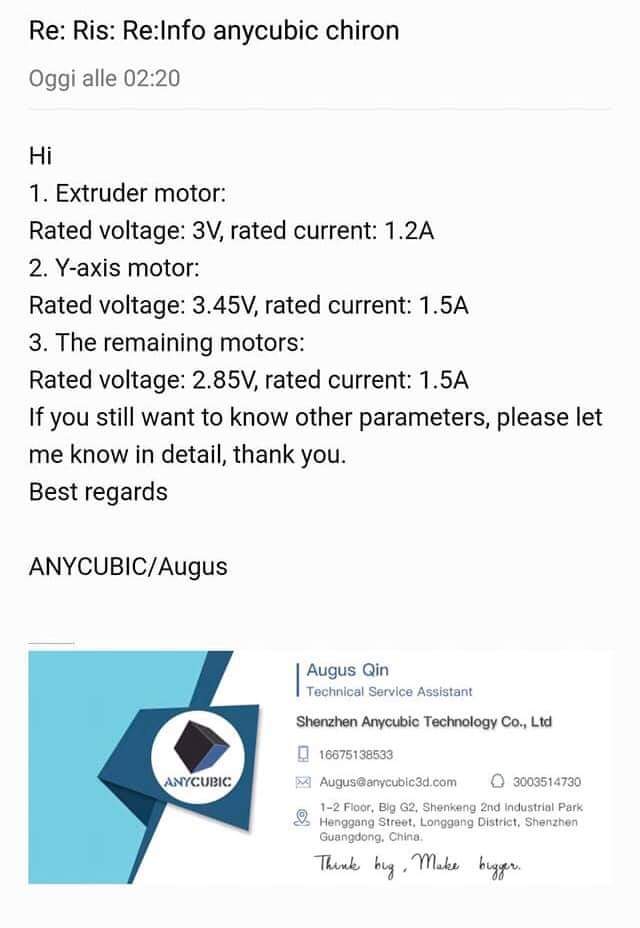 Re: Ris: Re:Info anycubic chiron
Oggi alle 02:20
Hi
1. Extruder motor:
Rated voltage: 3V, rated current: 1.2A
2. Y-axis motor:
Rated voltage: 3.45V, rated current: 1.5A
3. The remaining motors:
Rated voltage: 2.85V, rated current: 1.5A
If you still want to know other parameters, please let
me know in detail, thank you.
Best regards
ANYCUBIC/Augus
ANYCUBIC
Augus Qin
Technical Service Assistant
Shenzhen Anycubic Technology Co., Ltd
16675138533
Augus@anycubic3d.com 3003514730
1-2 Floor, Big G2, Shenkeng 2nd Industrial Park
Henggang Street, Longgang District, Shenzhen
Guangdong, China.
Think big , Make bigger.